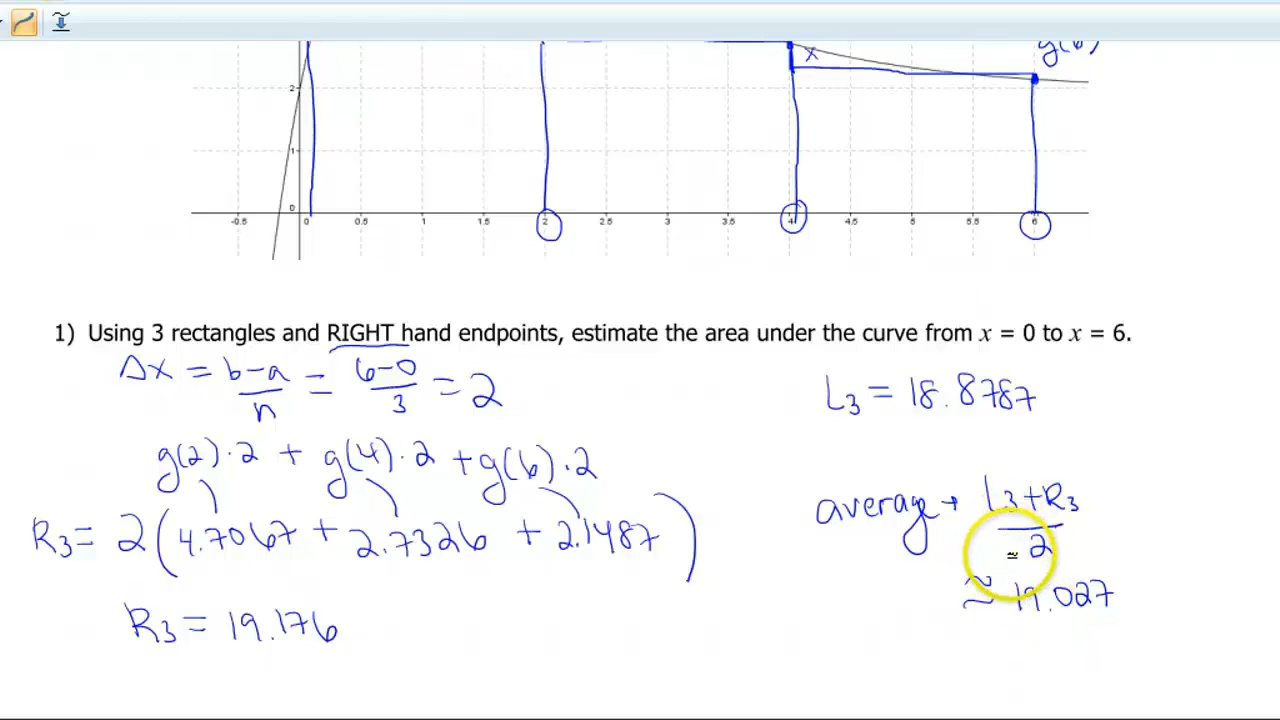 g(6)
x
2
1
0
-0.5 0 0.5 1 1.5 2 2.5 3 3.5 4 4.5 5 5.5 6
1) Using 3 rectangles and RIGHT hand endpoints, estimate the area under the curve from x = 0 to x = 6.
Δx = b-a/n = 6-0/3 = 2
L3 = 18.8787
g(2)·2 + g(4)·2 + g(6)·2
average → L3+R3/2
R3 = 2(4.7067 + 2.7326 + 2.1487)
≈ 19.027
R3 = 19.176